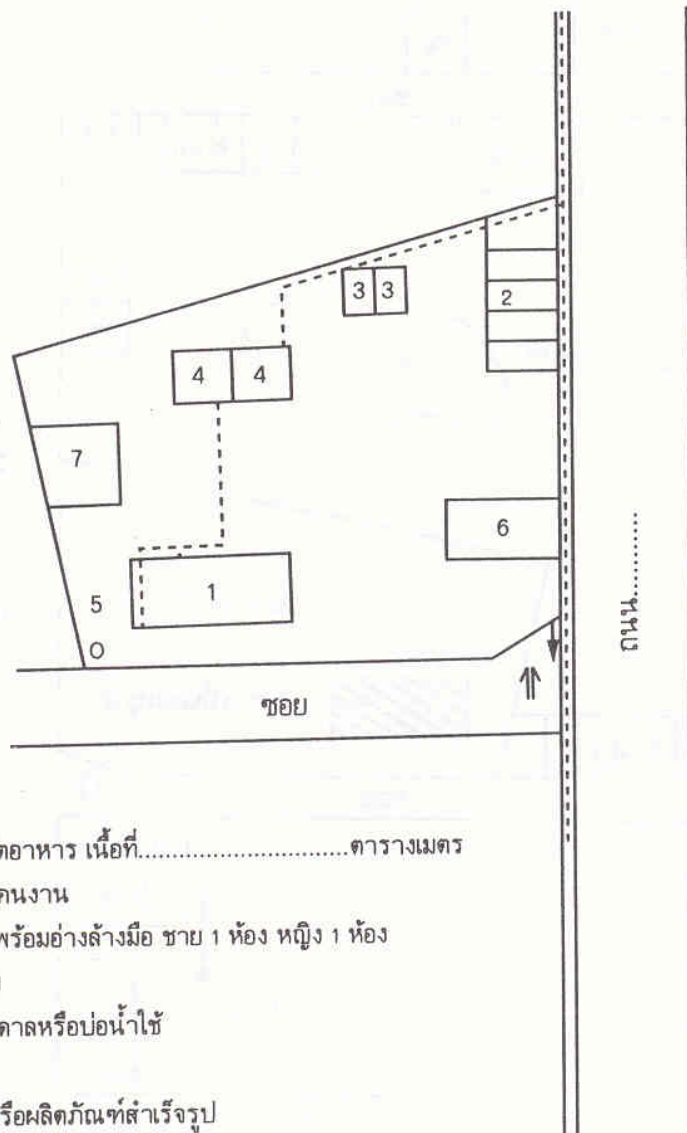 3 3
2
4 4
7
6
5
1
ถนน............
ซอย
ตอาหาร เนื้อที่..............................ตารางเมตร
คนงาน
พร้อมอ่างล้างมือ ชาย 1 ห้อง หญิง 1 ห้อง
ดาลหรือบ่อน้ำใช้
รือผลิตภัณฑ์สำเร็จรูป